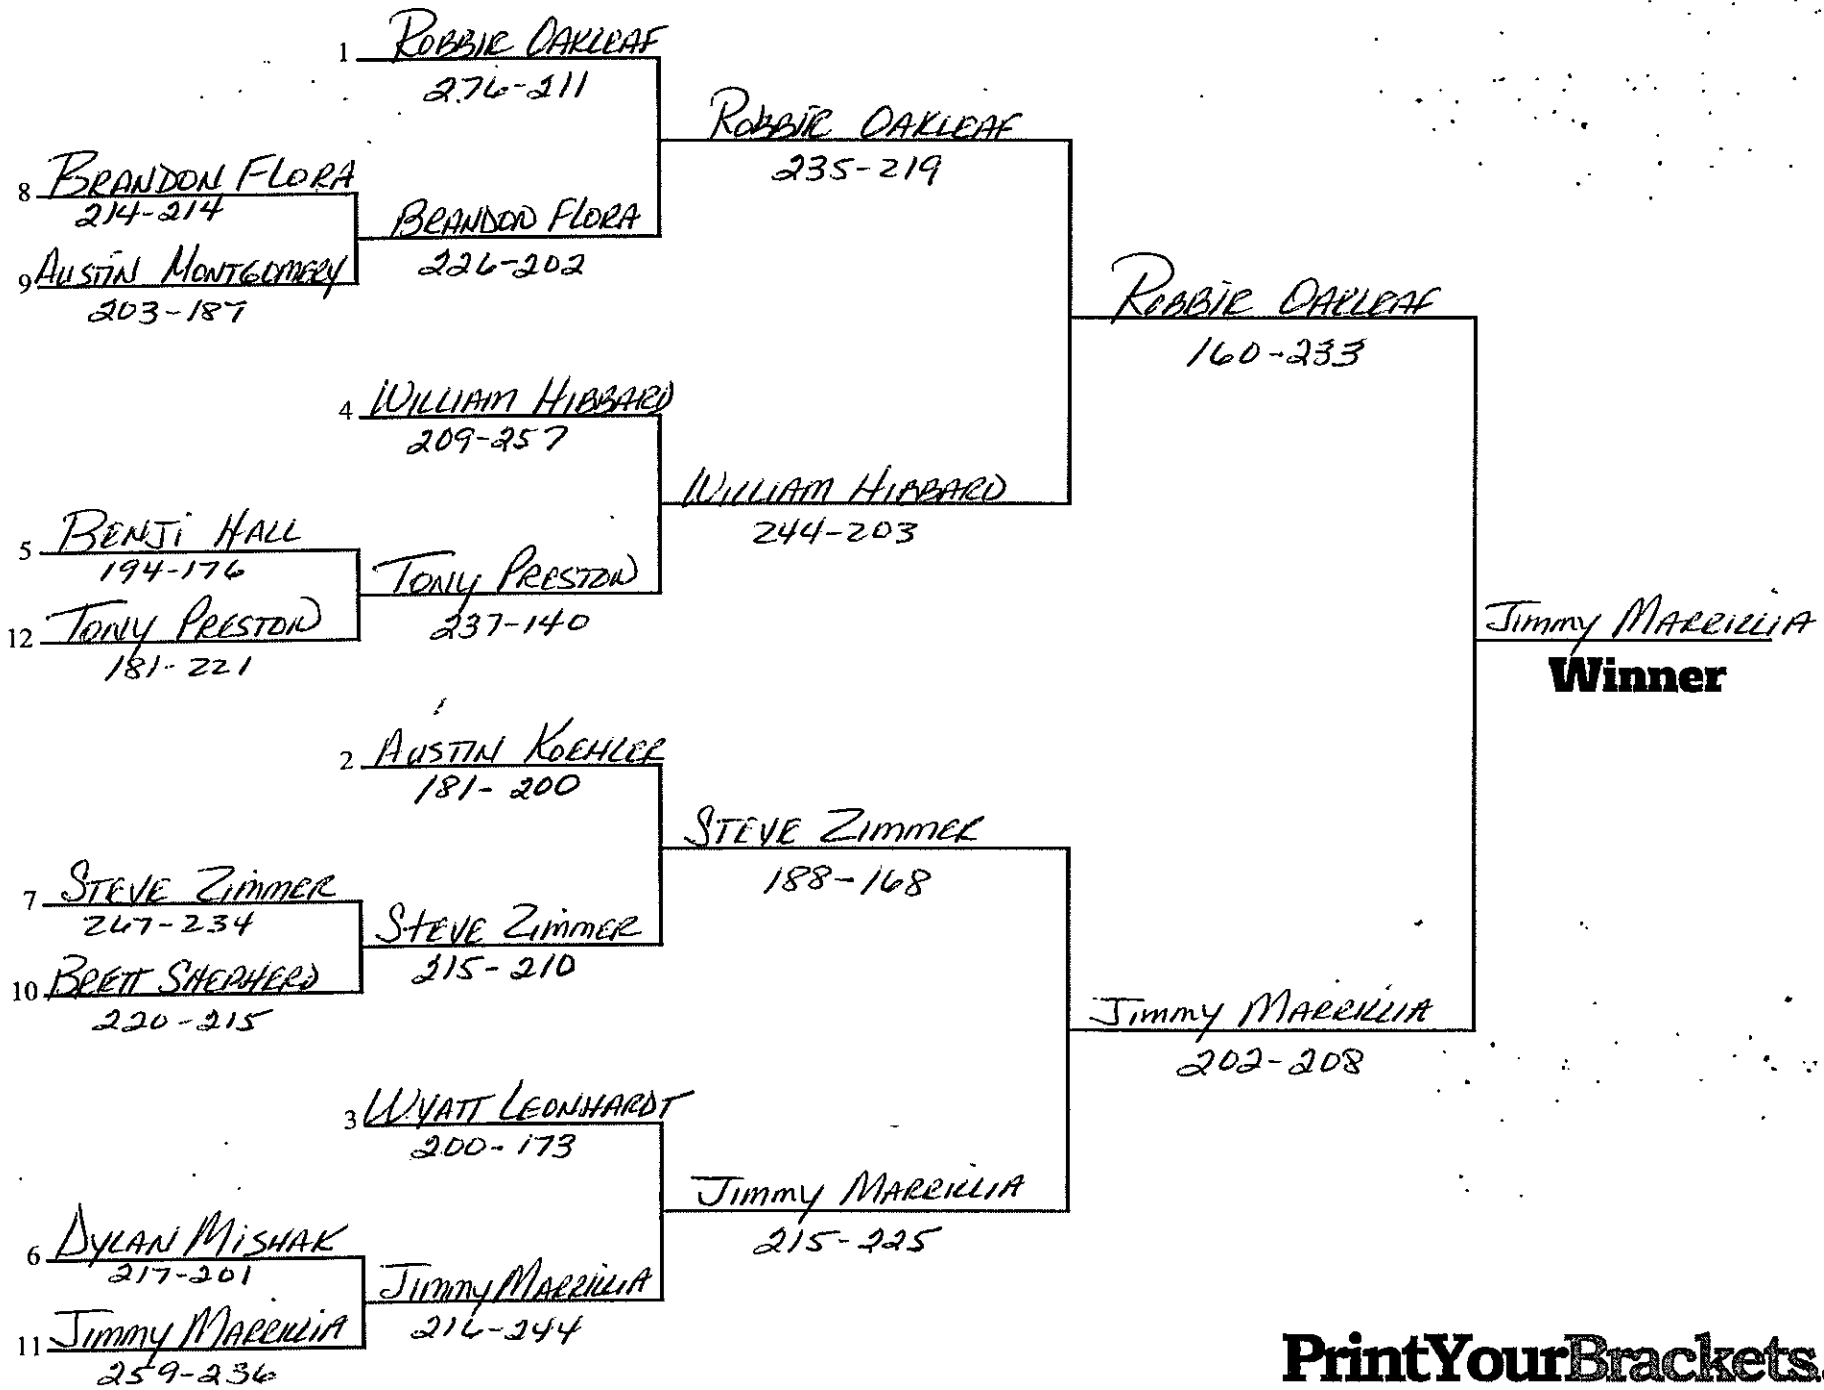 1 ROBBIE OAKLEAF
276-211
8 BRANDON FLORA
214-214
9 AUSTIN MONTGOMERY
203-187
BRANDON FLORA
226-202
ROBBIE OAKLEAF
235-219
4 WILLIAM HIBBARD
209-257
5 BENJI HALL
194-176
12 TONY PRESTON
181-221
TONY PRESTON
237-140
WILLIAM HIBBARD
244-203
ROBBIE OAKLEAF
160-233
2 AUSTIN KOEHLER
181-200
7 STEVE ZIMMER
267-234
10 BRETT SHEPHERD
220-215
STEVE ZIMMER
215-210
STEVE ZIMMER
188-168
3 WYATT LEONHARDT
200-173
6 DYLAN MISHAK
217-201
11 JIMMY MARRILLIA
259-236
JIMMY MARRILLIA
216-244
JIMMY MARRILLIA
215-225
JIMMY MARRILLIA
202-208
JIMMY MARRILLIA
Winner
PrintYourBrackets.